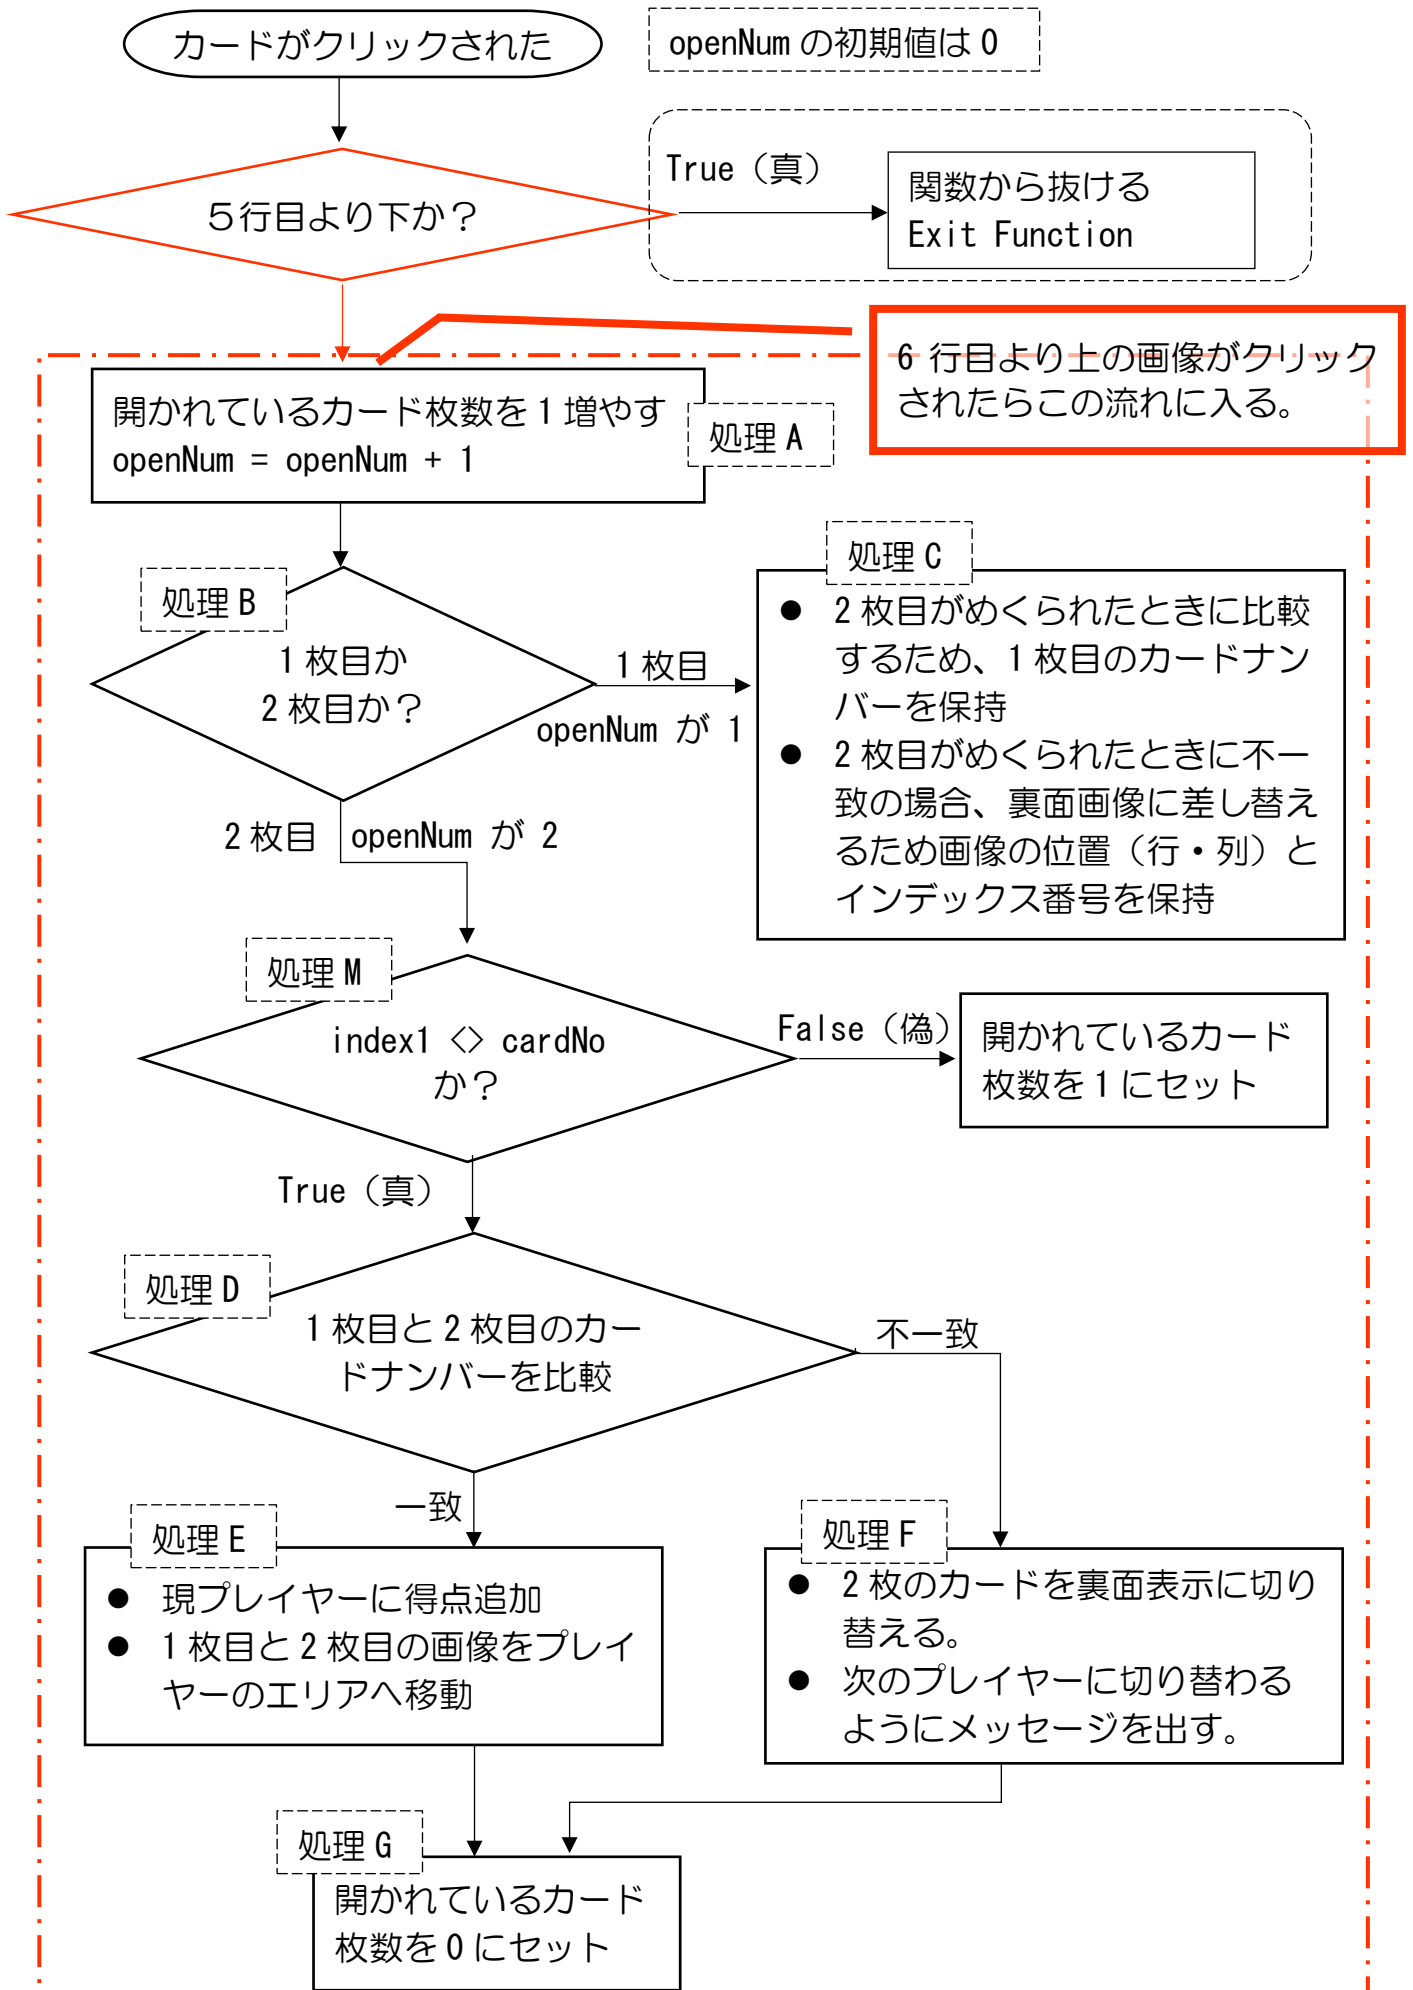 カードがクリックされた
openNum の初期値は 0
True（真）
関数から抜ける
Exit Function
５行目より下か？
6 行目より上の画像がクリック
されたらこの流れに入る。
開かれているカード枚数を 1 増やす
openNum = openNum + 1
処理 A
処理 B
1 枚目か
2 枚目か？
1 枚目
openNum が 1
処理 C
● 2 枚目がめくられたときに比較
するため、1 枚目のカードナン
バーを保持
● 2 枚目がめくられたときに不一
致の場合、裏面画像に差し替え
るため画像の位置（行・列）と
インデックス番号を保持
2 枚目 openNum が 2
処理 M
index1 <> cardNo
か？
False（偽）
開かれているカード
枚数を 1 にセット
True（真）
処理 D
1 枚目と 2 枚目のカー
ドナンバーを比較
不一致
一致
処理 E
● 現プレイヤーに得点追加
● 1 枚目と 2 枚目の画像をプレイ
ヤーのエリアへ移動
処理 F
● 2 枚のカードを裏面表示に切り
替える。
● 次のプレイヤーに切り替わる
ようにメッセージを出す。
処理 G
開かれているカード
枚数を 0 にセット